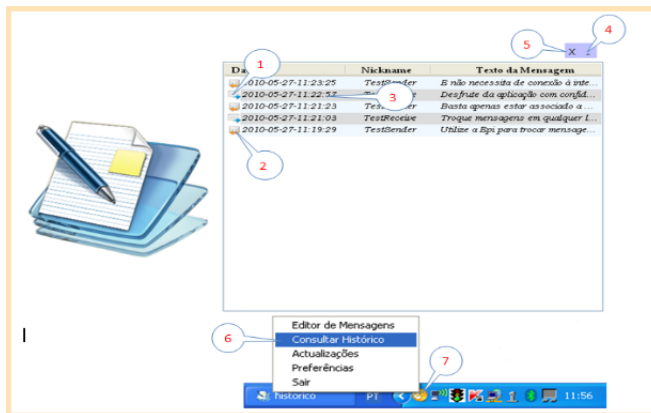 4
5
X :
1
Da Nickname Texto da Mensagem
2010-05-27-11:23:25 TestSender E não necessita de conexão à inte...
2010-05-27-11:22:57 3 Desfrute da aplicação com confid...
2010-05-27-11:21:23 Basta apenas estar associado a ...
2010-05-27-11:21:03 TestReceive Troque mensagens em qualquer l...
2010-05-27-11:19:29 TestSender Utilize a Epi para trocar mensage...
2
Editor de Mensagens
6 Consultar Histórico
Actualizações
7
Preferências
Sair
historico PT 11:56